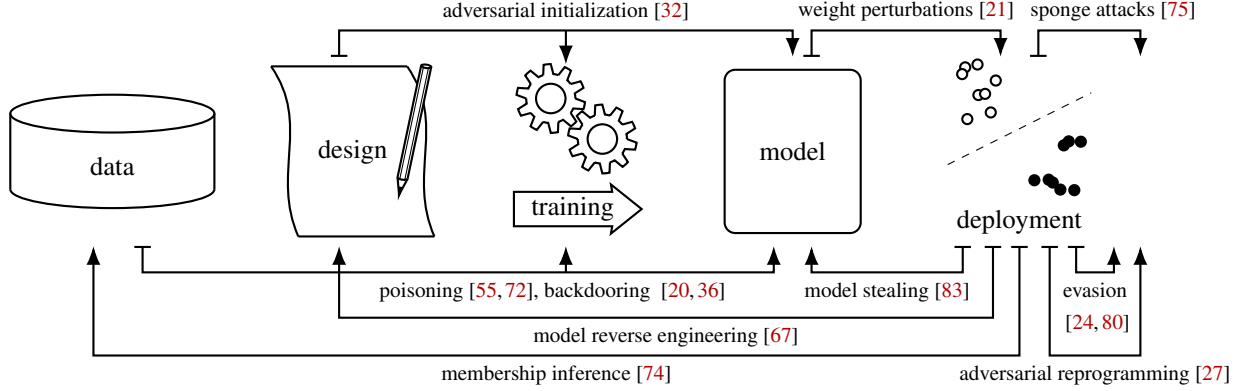 adversarial initialization [32]
weight perturbations [21]
sponge attacks [75]
data
design
training
model
deployment
poisoning [55, 72], backdooring [20, 36]
model stealing [83]
evasion
[24, 80]
model reverse engineering [67]
membership inference [74]
adversarial reprogramming [27]